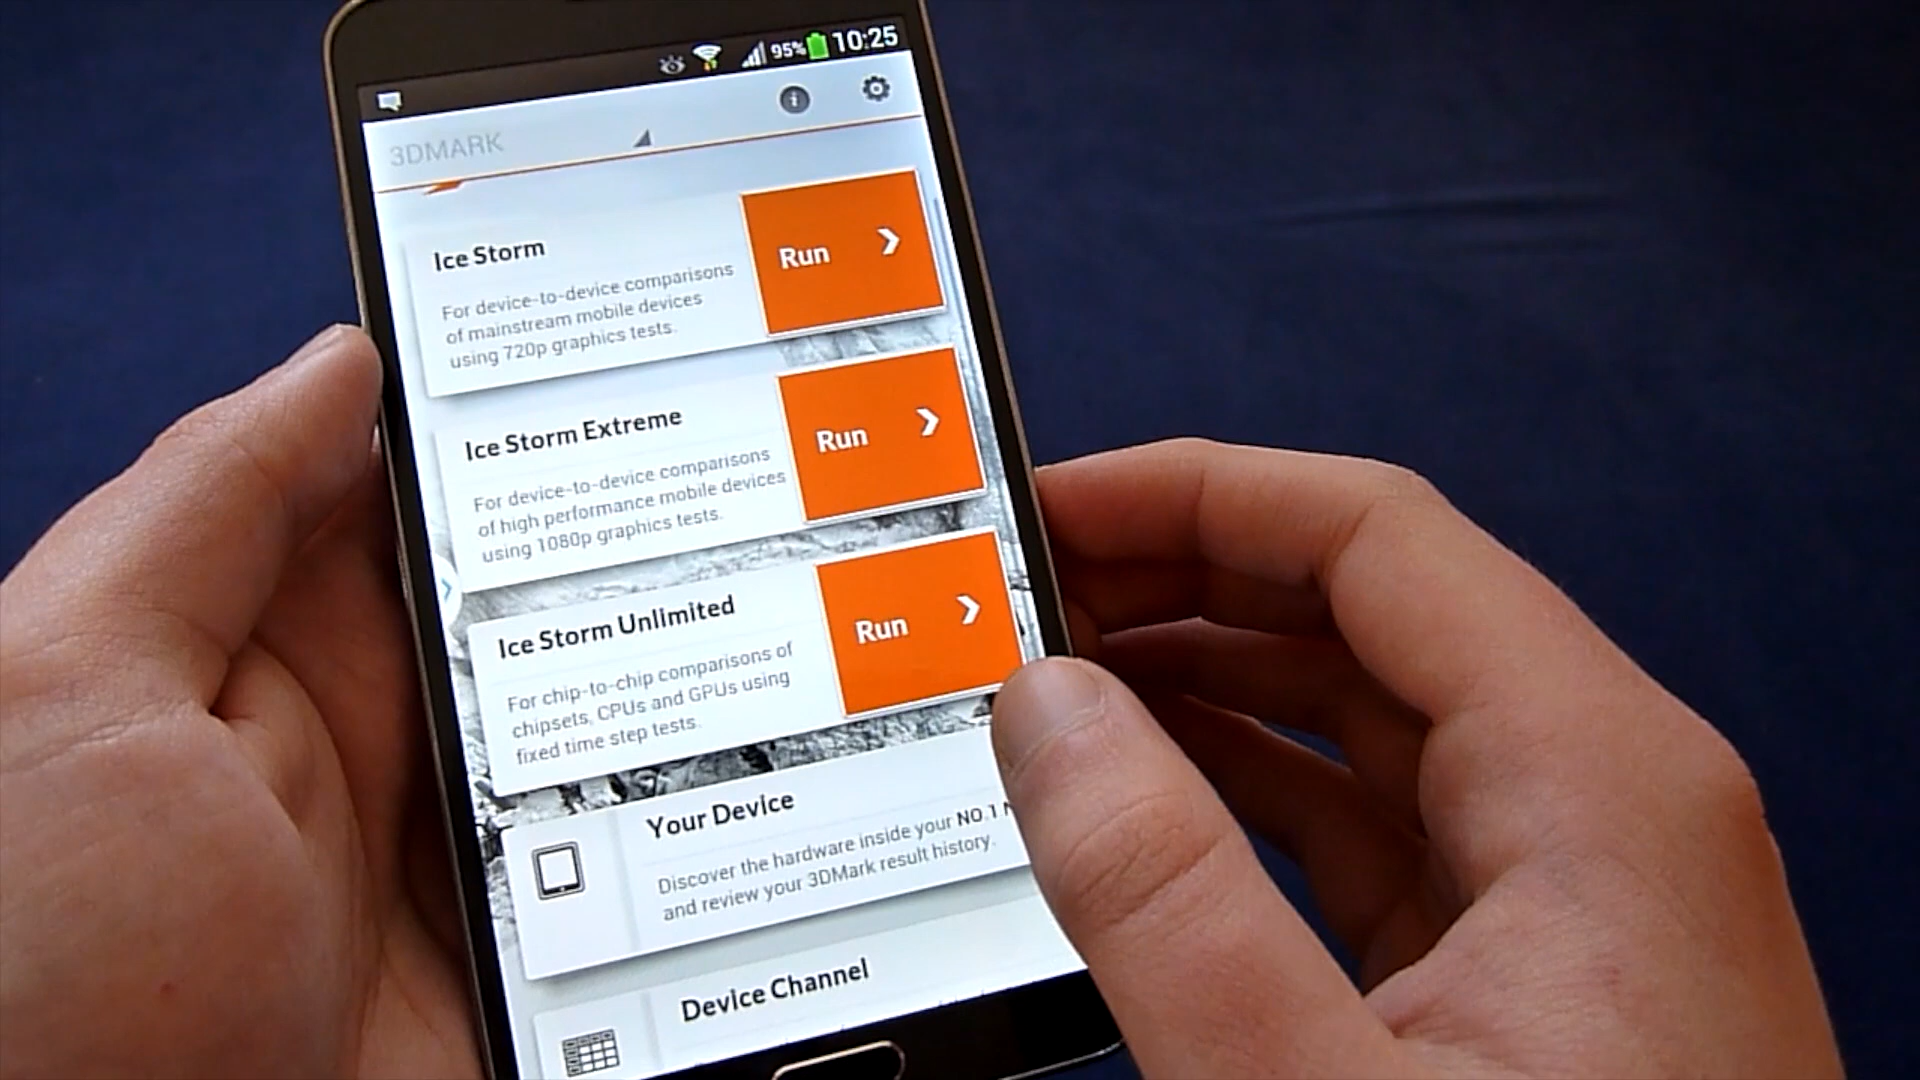 95% 10:25
3DMARK
Ice Storm
For device-to-device comparisons
of mainstream mobile devices
using 720p graphics tests.
Run
Ice Storm Extreme
For device-to-device comparisons
of high performance mobile devices
using 1080p graphics tests.
Run
Ice Storm Unlimited
For chip-to-chip comparisons of
chipsets, CPUs and GPUs using
fixed time step tests.
Run
Your Device
Discover the hardware inside your NO.1
and review your 3DMark result history.
Device Channel